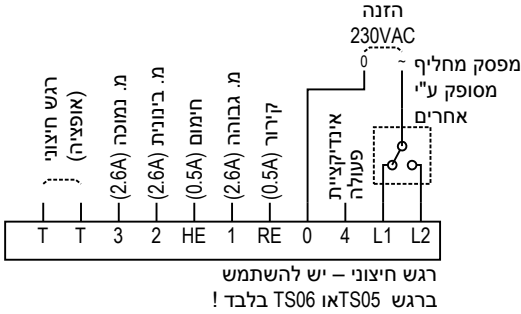 הזנה
230VAC
0 ~
מפסק מחליף
מסופק ע"י
אחרים
רגש חיצוני
(אופציה)
מ. נמוכה (2.6A)
מ. בינונית (2.6A)
חימום (0.5A)
מ. גבוהה (2.6A)
קירור (0.5A)
אינדיקציית
פעולה
T T 3 2 HE 1 RE 0 4 L1 L2
רגש חיצוני – יש להשתמש
ברגש TS05או TS06 בלבד !